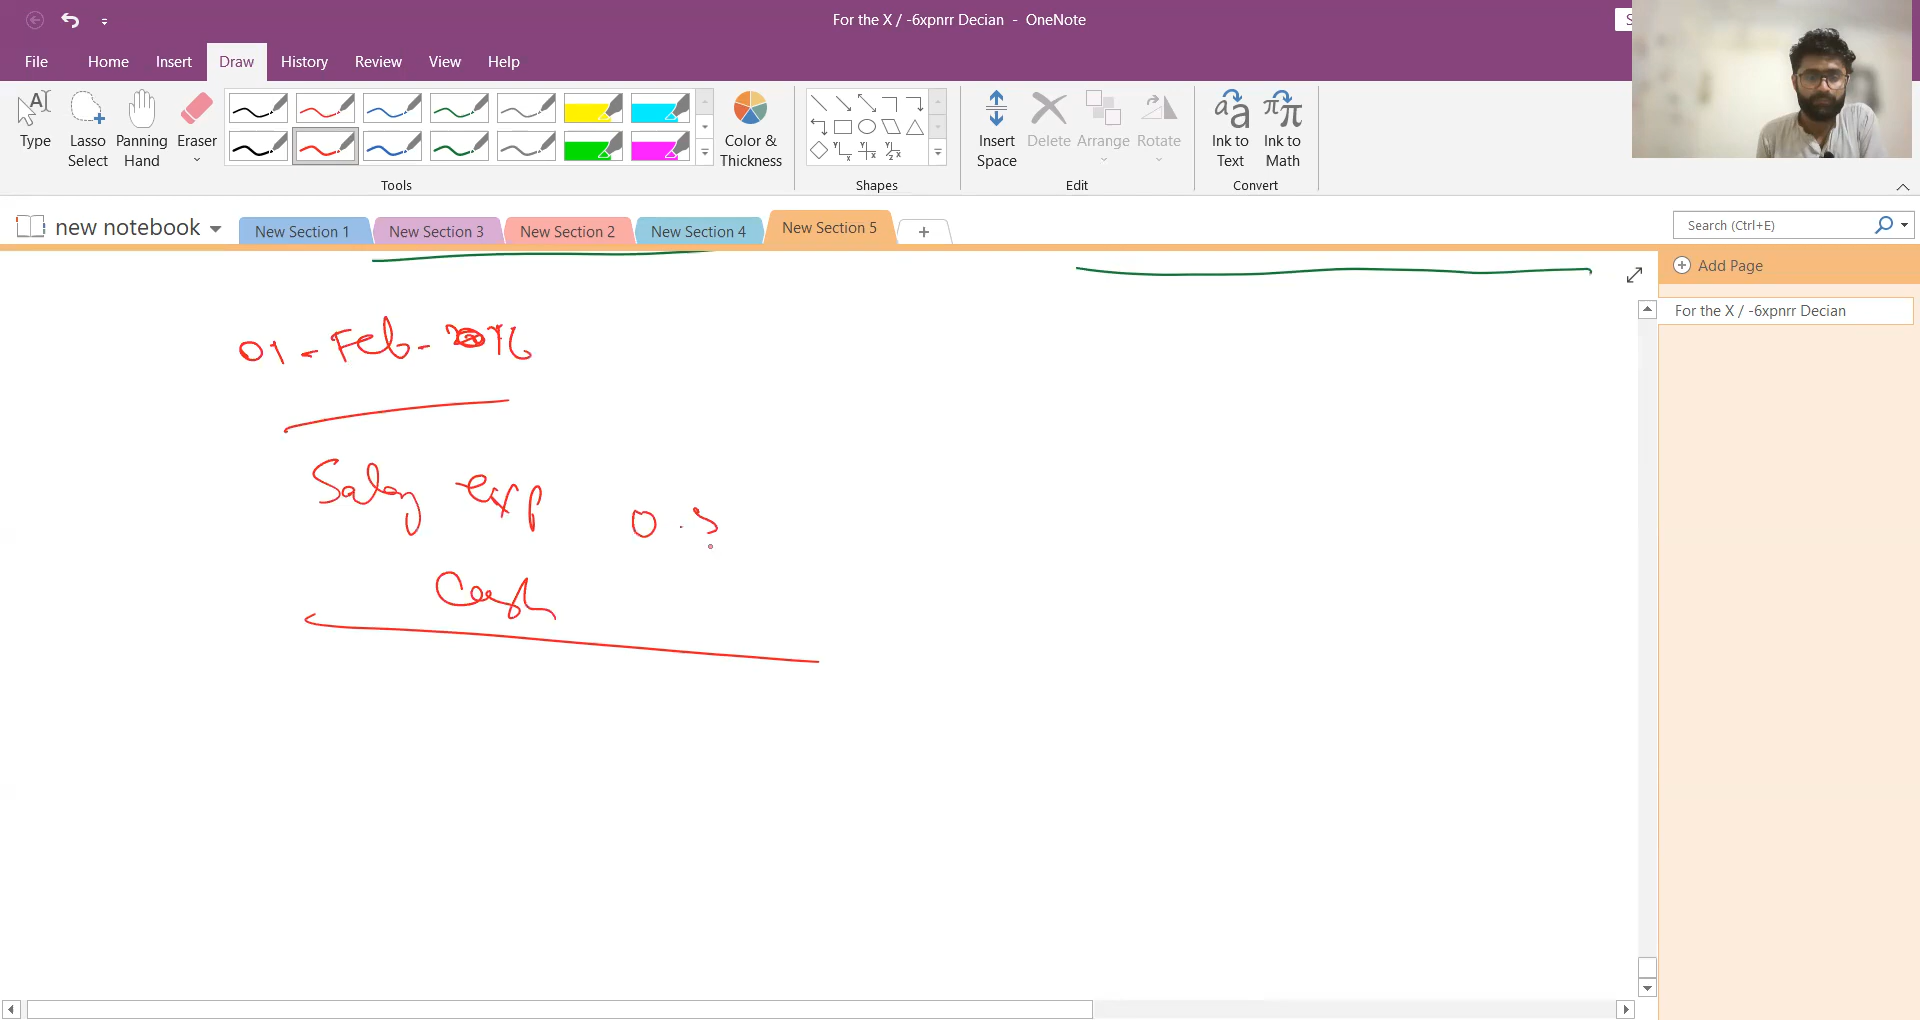 For the X / -6xpnrr Decian - OneNote
File Home Insert Draw History Review View Help
Type
Lasso Select
Panning Hand
Eraser
Color & Thickness
Insert Space
Delete
Arrange
Rotate
Ink to Text
Ink to Math
Tools
Shapes
Edit
Convert
new notebook
New Section 1
New Section 3
New Section 2
New Section 4
New Section 5
Search (Ctrl+E)
Add Page
For the X / -6xpnrr Decian
01 - Feb -
Salary exp
Cash